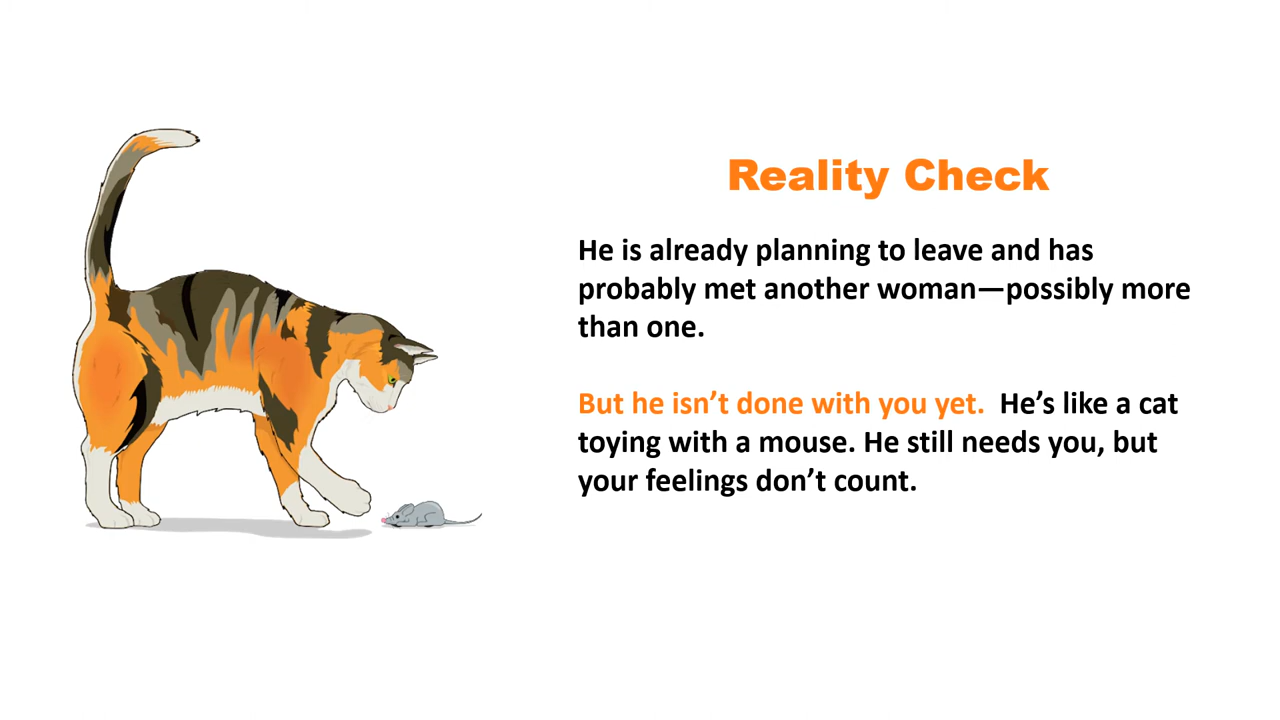 Reality Check
He is already planning to leave and has
probably met another woman—possibly more
than one.
But he isn’t done with you yet.  He’s like a cat
toying with a mouse. He still needs you, but
your feelings don’t count.